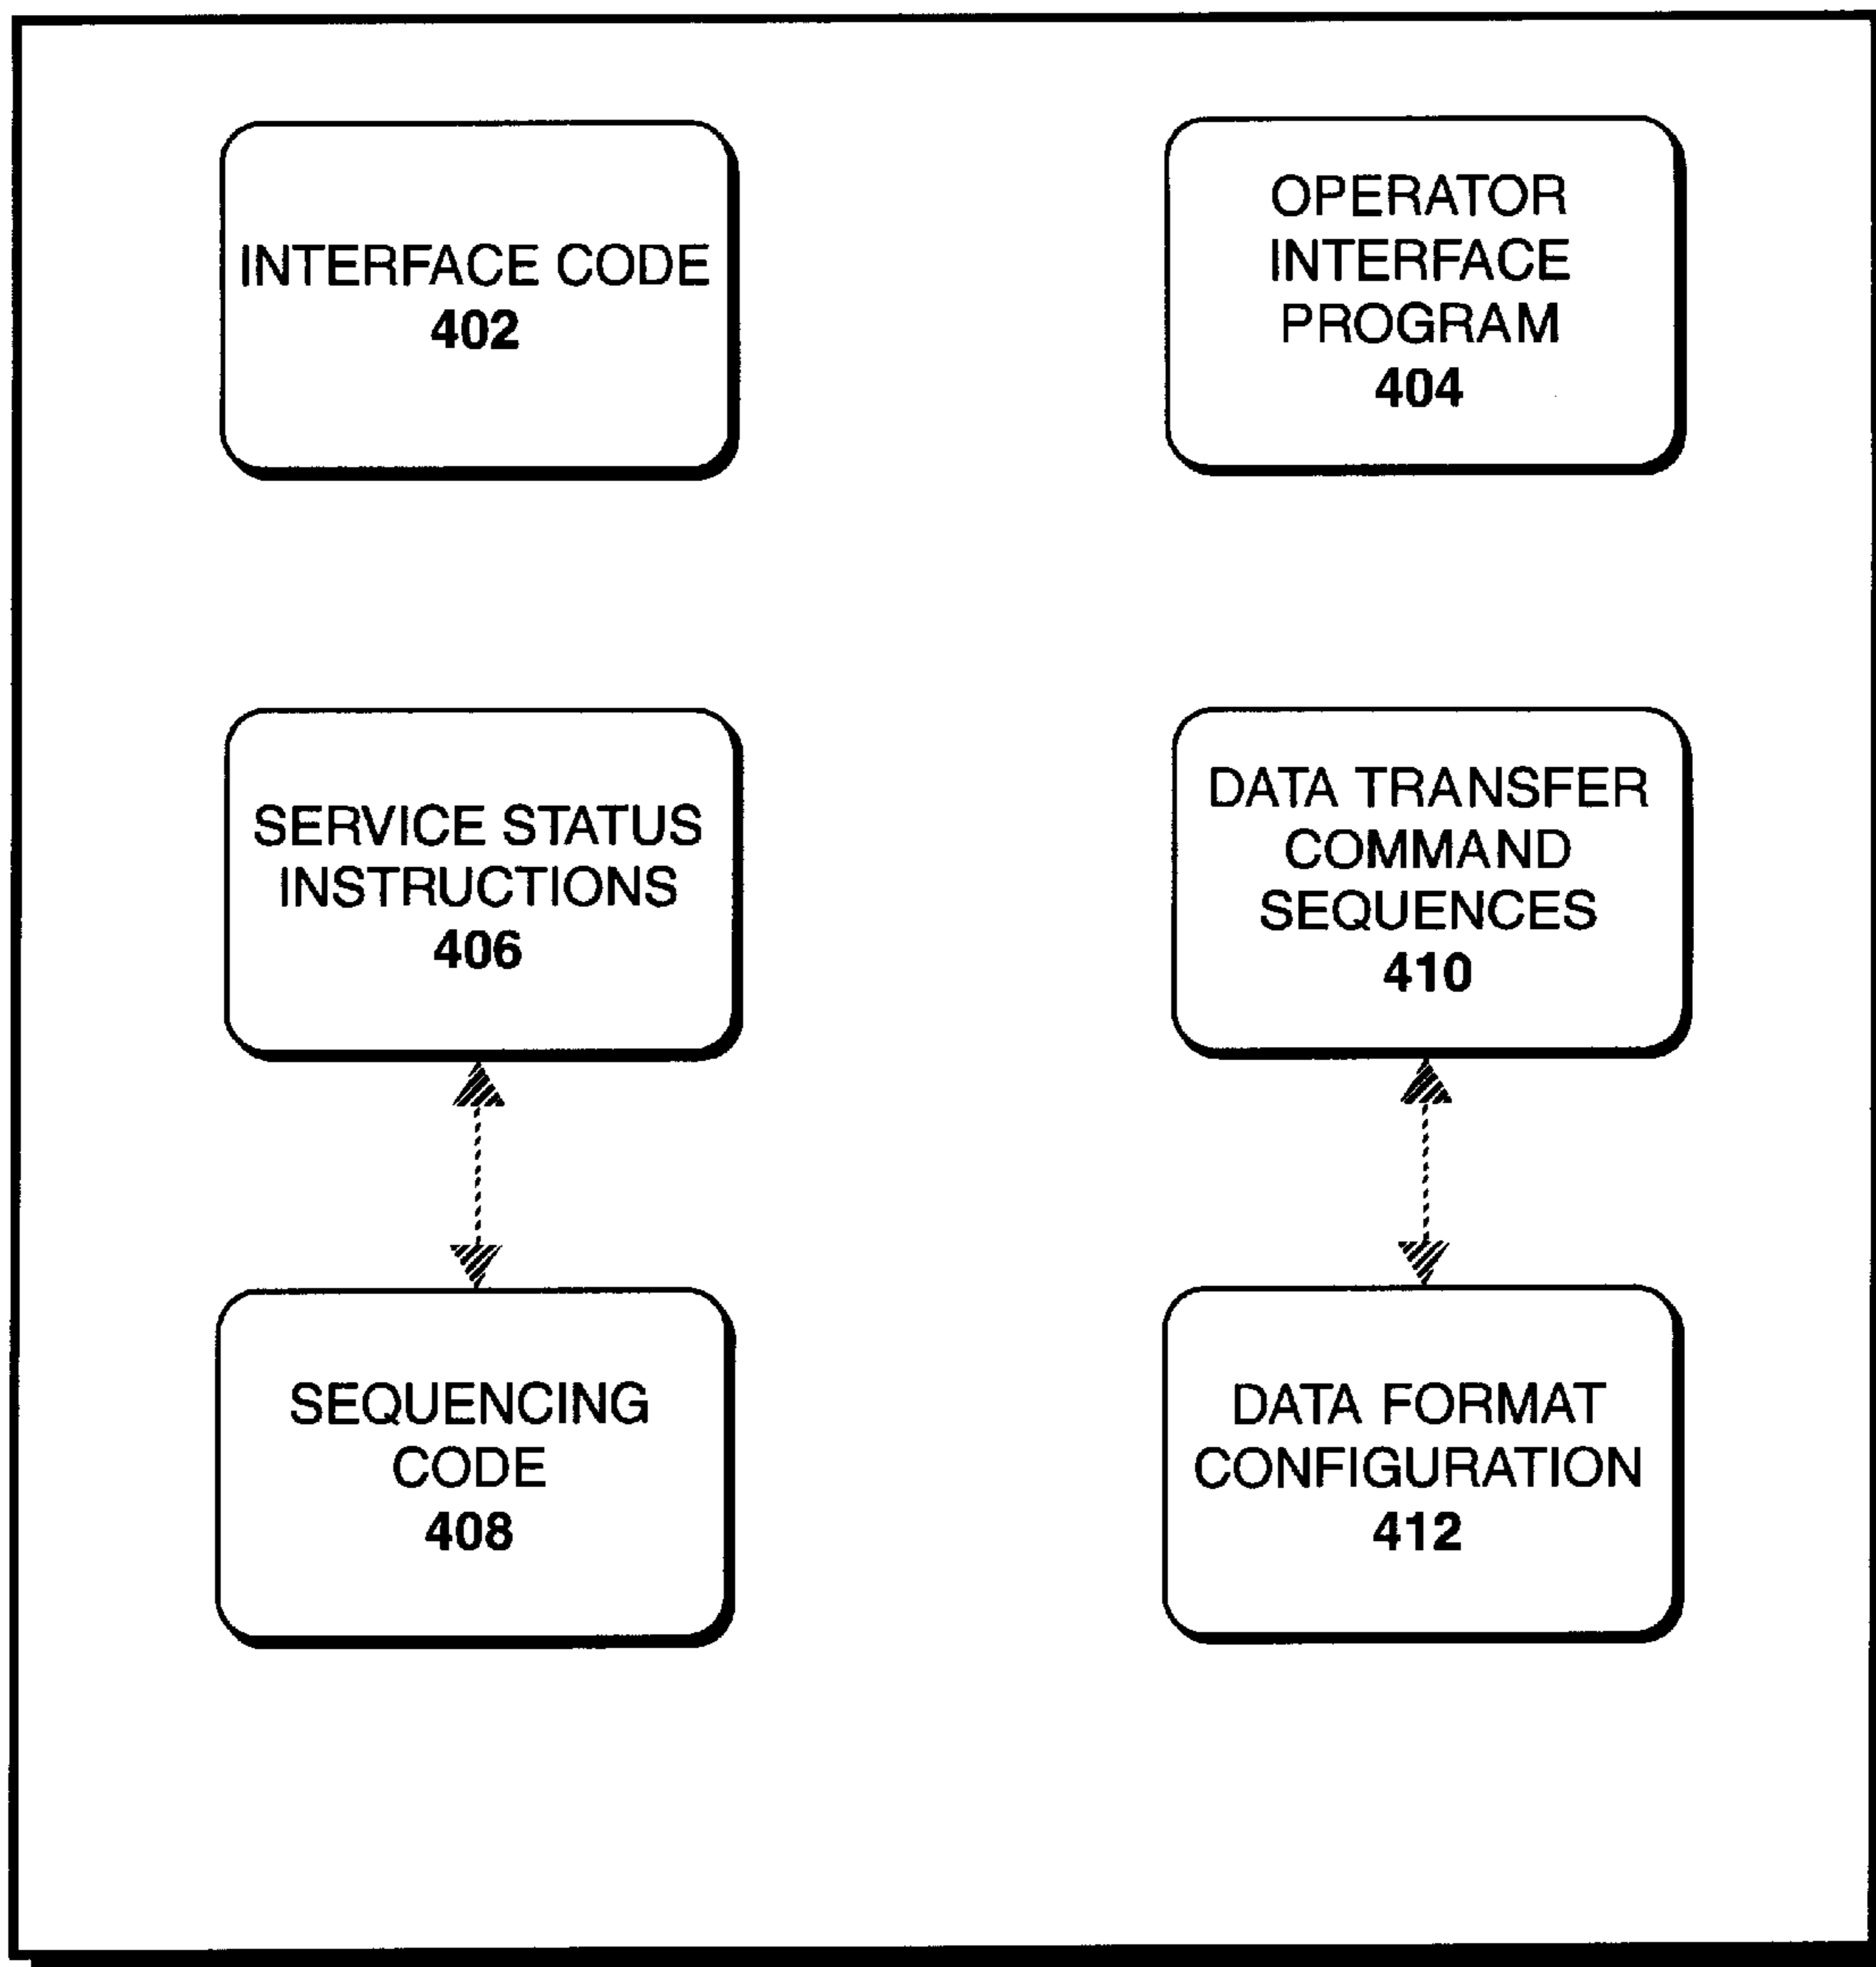 INTERFACE CODE
402
OPERATOR
INTERFACE
PROGRAM
404
SERVICE STATUS
INSTRUCTIONS
406
DATA TRANSFER
COMMAND
SEQUENCES
410
SEQUENCING
CODE
408
DATA FORMAT
CONFIGURATION
412